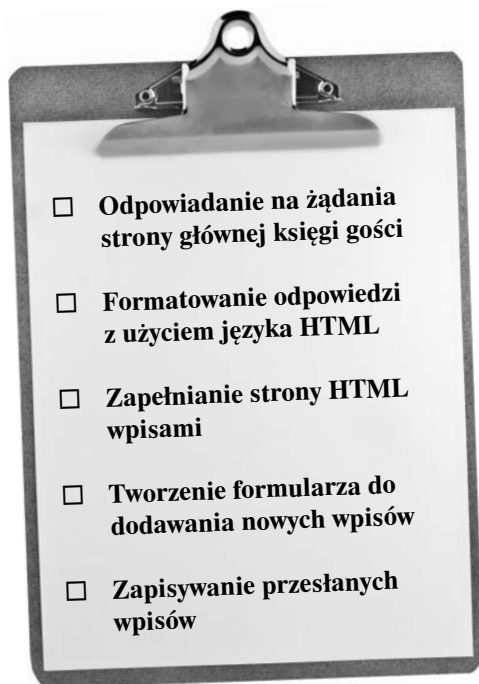 ☐ Odpowiadanie na żądania
strony głównej księgi gości
☐ Formatowanie odpowiedzi
z użyciem języka HTML
☐ Zapełnianie strony HTML
wpisami
☐ Tworzenie formularza do
dodawania nowych wpisów
☐ Zapisywanie przesłanych
wpisów